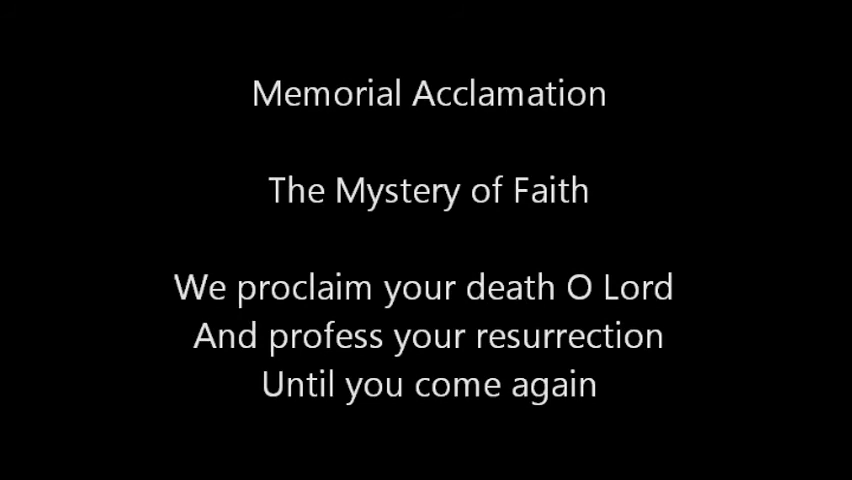 Memorial Acclamation
The Mystery of Faith
We proclaim your death O Lord
And profess your resurrection
Until you come again